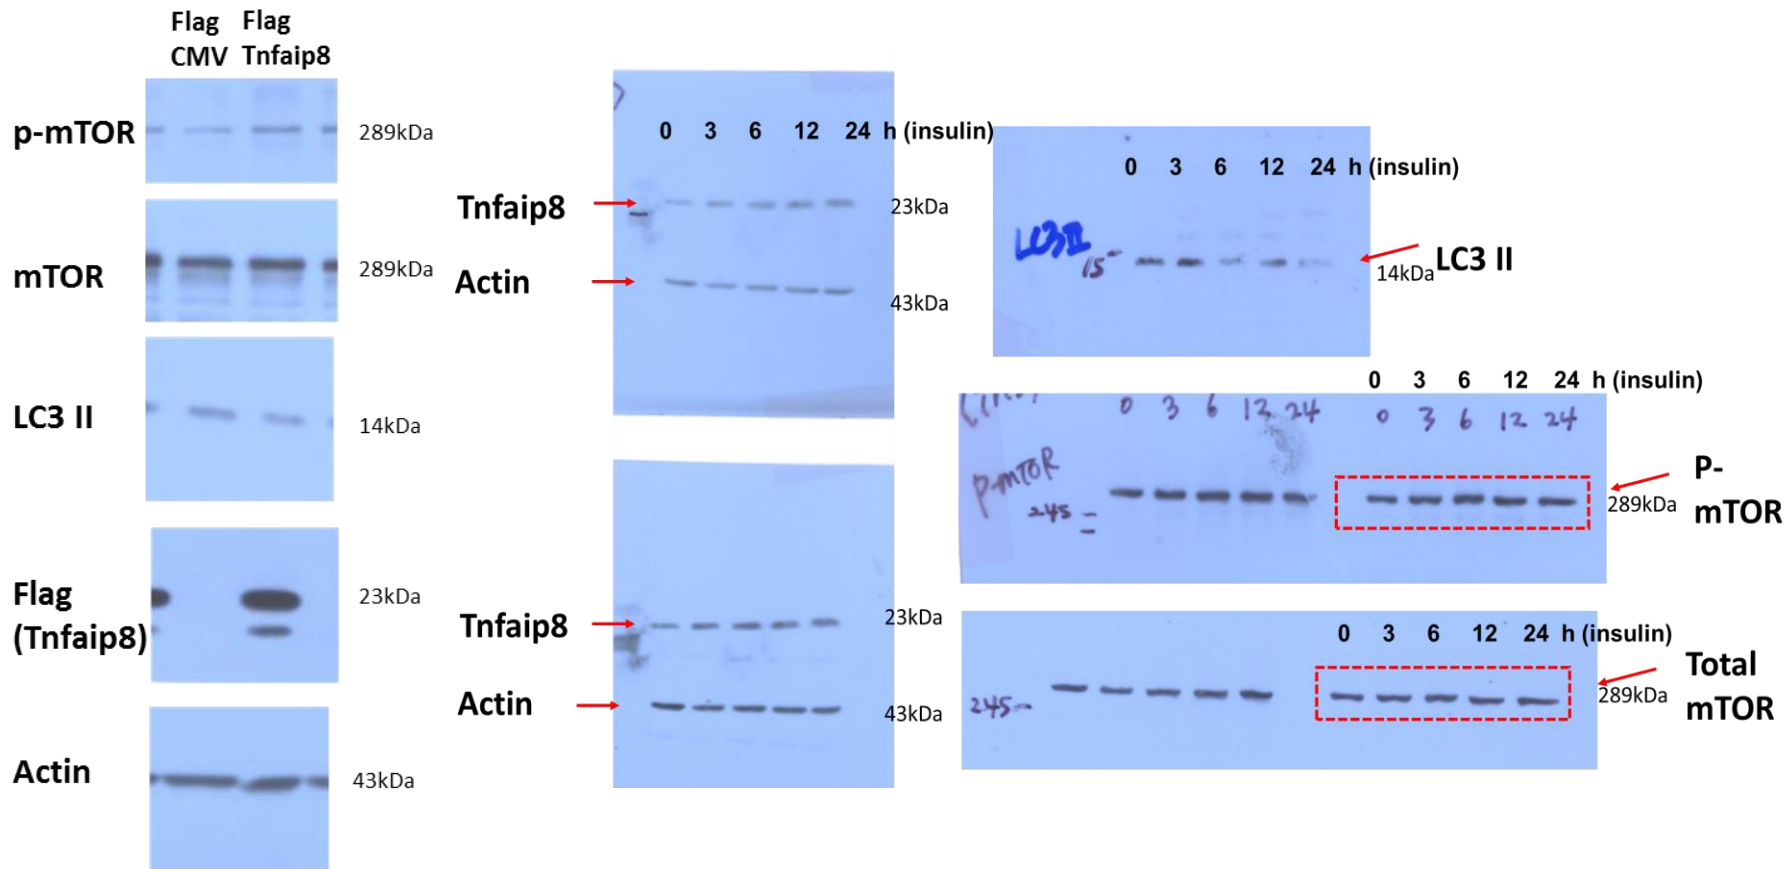 Flag Flag
CMV Tnfaip8
p-mTOR 289kDa
mTOR 289kDa
LC3 II 14kDa
Flag
(Tnfaip8) 23kDa
Actin 43kDa
0 3 6 12 24 h (insulin)
Tnfaip8 23kDa
Actin 43kDa
Tnfaip8 23kDa
Actin 43kDa
0 3 6 12 24 h (insulin)
LC3 II
15
14kDa LC3 II
0 3 6 12 24 h (insulin)
0 3 6 12 24 0 3 6 12 24
P-mTOR
245
289kDa
P-
mTOR
0 3 6 12 24 h (insulin)
245
289kDa
Total
mTOR